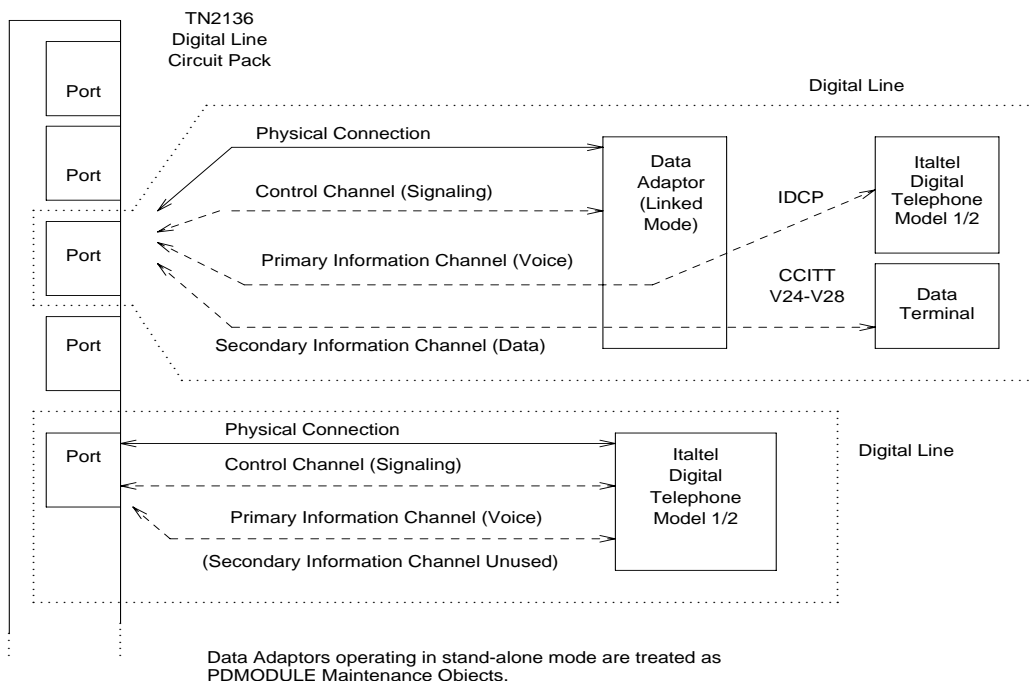 TN2136
Digital Line
Circuit Pack
Port
Port
Port
Port
Port
Digital Line
Physical Connection
Control Channel (Signaling)
Primary Information Channel (Voice)
Secondary Information Channel (Data)
Data
Adaptor
(Linked
Mode)
IDCP
CCITT
V24-V28
Italtel
Digital
Telephone
Model 1/2
Data
Terminal
Physical Connection
Control Channel (Signaling)
Primary Information Channel (Voice)
(Secondary Information Channel Unused)
Italtel
Digital
Telephone
Model 1/2
Digital Line
Data Adaptors operating in stand-alone mode are treated as
PDMODULE Maintenance Objects.